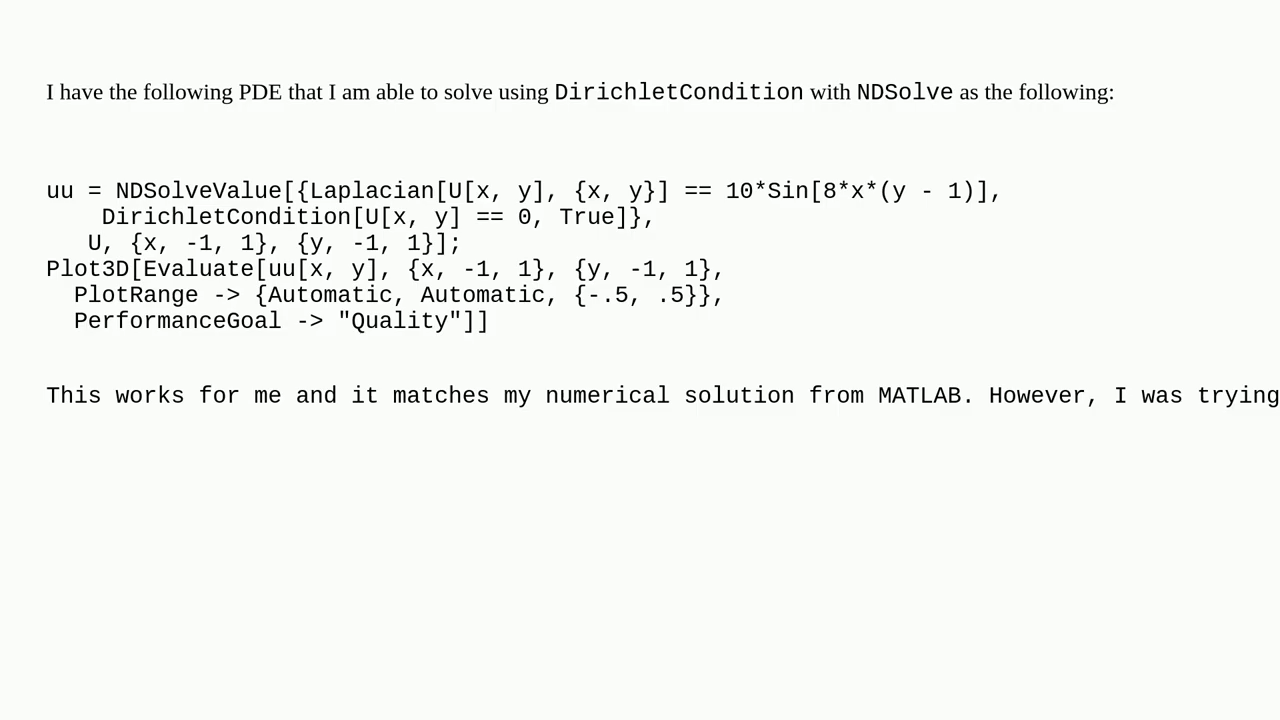 I have the following PDE that I am able to solve using DirichletCondition with NDSolve as the following:
uu = NDSolveValue[{Laplacian[U[x, y], {x, y}] == 10*Sin[8*x*(y - 1)],
    DirichletCondition[U[x, y] == 0, True]},
   U, {x, -1, 1}, {y, -1, 1}];
Plot3D[Evaluate[uu[x, y], {x, -1, 1}, {y, -1, 1},
  PlotRange -> {Automatic, Automatic, {-.5, .5}},
  PerformanceGoal -> "Quality"]]
This works for me and it matches my numerical solution from MATLAB. However, I was trying